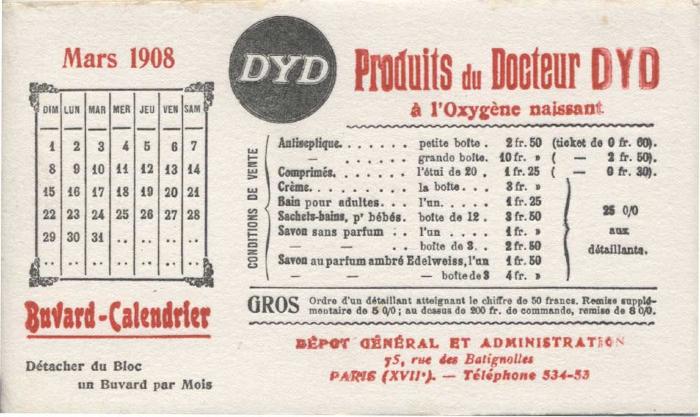 Mars 1908
DIM LUN MAR MER JEU VEN SAM
1 2 3 4 5 6 7
8 9 10 11 12 13 14
15 16 17 18 19 20 21
22 23 24 25 26 27 28
29 30 31 .. .. .. ..
.. .. .. .. .. .. ..
Buvard-Calendrier
Détacher du Bloc
un Buvard par Mois
DYD
Produits du Docteur DYD
à l'Oxygène naissant
CONDITIONS DE VENTE
Antiseptique. . . . . . . petite boîte . 2 fr. 50 (ticket de 0 fr. 60).
— . . . . . . . grande boîte. 10 fr. » ( — 2 fr. 50).
Comprimés. . . . . . . l'étui de 20 . 1 fr. 25 ( — 0 fr. 30).
Crème. . . . . . . . . la boîte. . . 3 fr. »
Bain pour adultes. . . . l'un. . . . . 1 fr. 25
Sachets-bains, pr bébés. boîte de 12 . 3 fr. 50
Savon sans parfum . . . l'un . . . . 1 fr. »
— — . . . boîte de 3. . 2 fr. 50
Savon au parfum ambré Edelweiss, l'un 1 fr. 50
— — boîte de 3 4 fr. »
25 0/0
aux
détaillants.
GROS Ordre d'un détaillant atteignant le chiffre de 50 francs. Remise supplé-
mentaire de 5 0/0 ; au dessus de 200 fr. de commande, remise de 8 0/0.
DÉPOT GÉNÉRAL ET ADMINISTRATION
75, rue des Batignolles
PARIS (XVIIe). — Téléphone 534-53